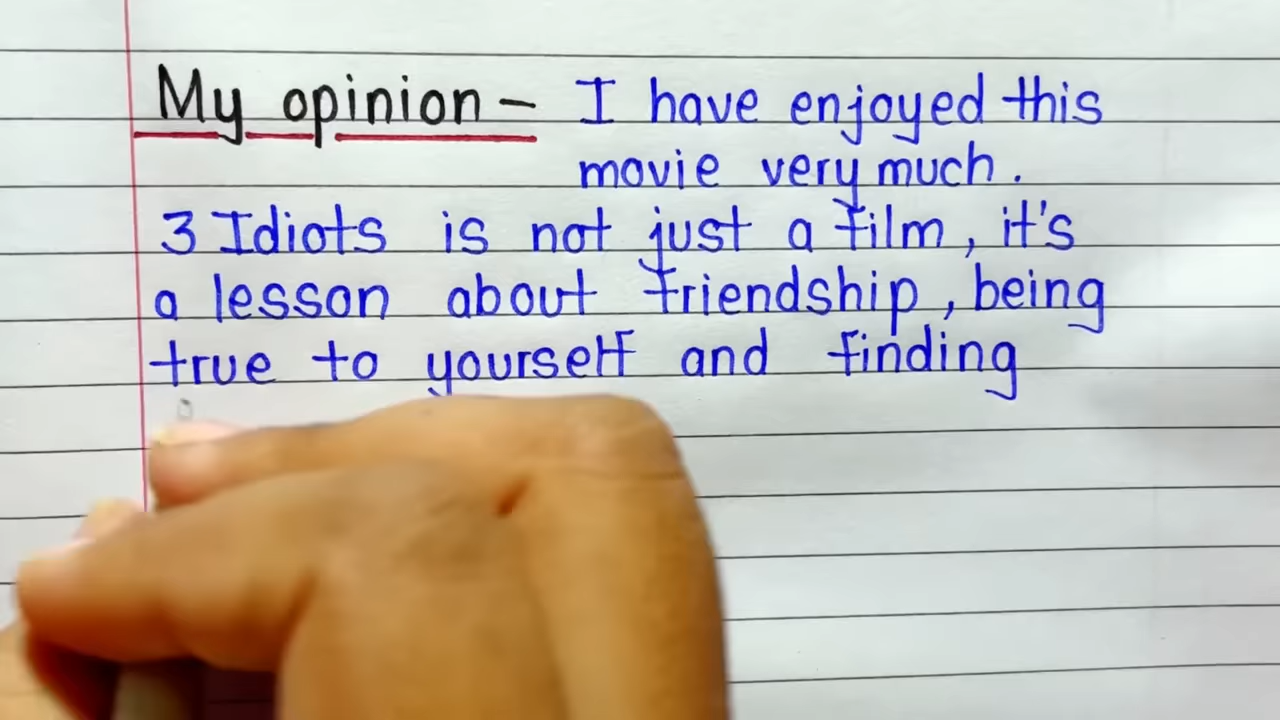 My opinion - I have enjoyed this
movie very much.
3 Idiots is not just a film, it's
a lesson about friendship, being
true to yourself and finding